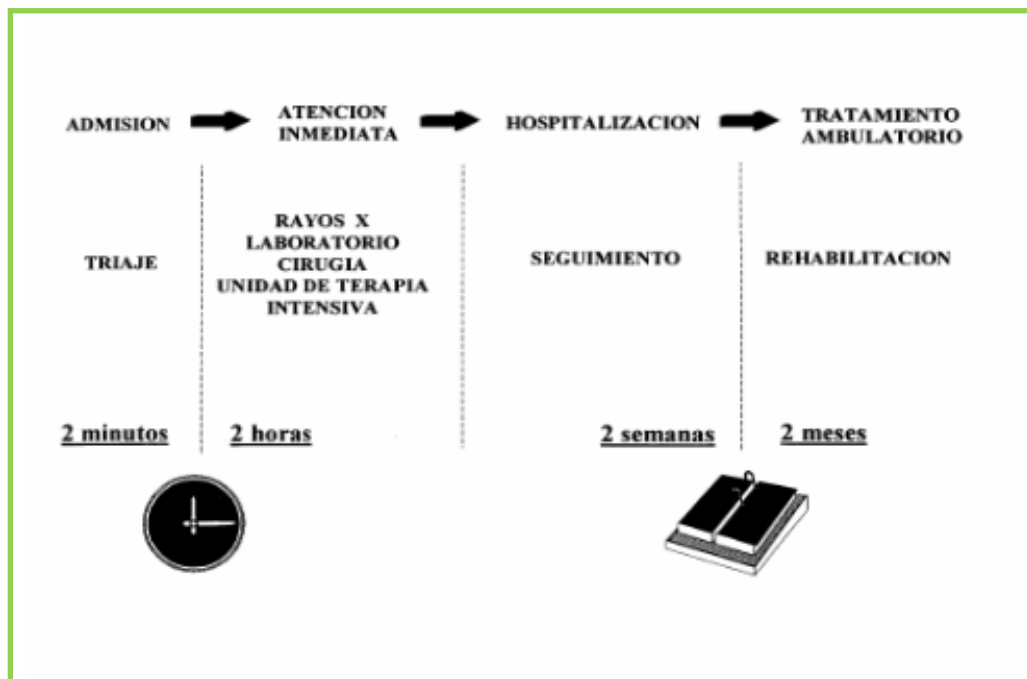 ADMISION
ATENCION
INMEDIATA
HOSPITALIZACION
TRATAMIENTO
AMBULATORIO
TRIAJE
RAYOS X
LABORATORIO
CIRUGIA
UNIDAD DE TERAPIA
INTENSIVA
SEGUIMIENTO
REHABILITACION
2 minutos
2 horas
2 semanas
2 meses